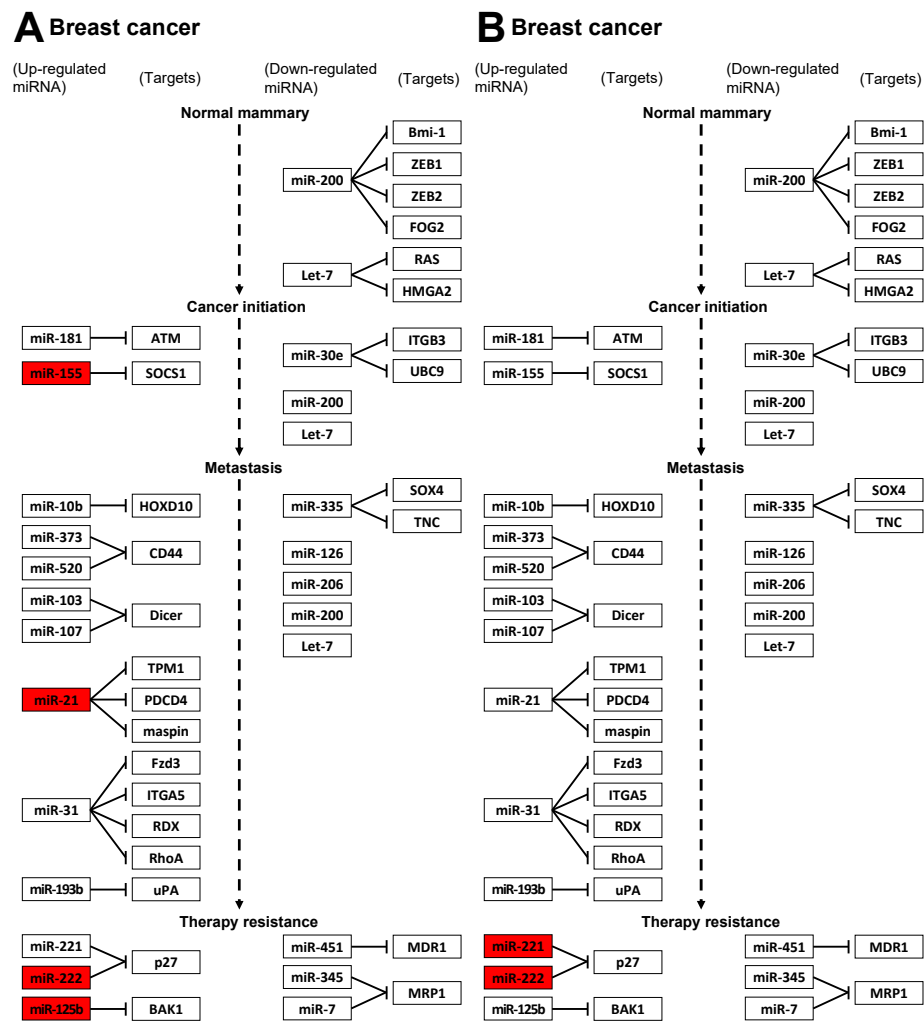 A Breast cancer
(Up-regulated
miRNA)
(Targets)
(Down-regulated
miRNA)
(Targets)
Normal mammary
miR-200
Bmi-1
ZEB1
ZEB2
FOG2
Let-7
RAS
HMGA2
Cancer initiation
miR-181
ATM
miR-155
SOCS1
miR-30e
ITGB3
UBC9
miR-200
Let-7
Metastasis
miR-10b
HOXD10
miR-373
miR-520
CD44
miR-103
miR-107
Dicer
miR-21
TPM1
PDCD4
maspin
miR-31
Fzd3
ITGA5
RDX
RhoA
miR-193b
uPA
miR-335
SOX4
TNC
miR-126
miR-206
miR-200
Let-7
Therapy resistance
miR-221
miR-222
p27
miR-125b
BAK1
miR-451
MDR1
miR-345
miR-7
MRP1
B Breast cancer
(Up-regulated
miRNA)
(Targets)
(Down-regulated
miRNA)
(Targets)
Normal mammary
miR-200
Bmi-1
ZEB1
ZEB2
FOG2
Let-7
RAS
HMGA2
Cancer initiation
miR-181
ATM
miR-155
SOCS1
miR-30e
ITGB3
UBC9
miR-200
Let-7
Metastasis
miR-10b
HOXD10
miR-373
miR-520
CD44
miR-103
miR-107
Dicer
miR-21
TPM1
PDCD4
maspin
miR-31
Fzd3
ITGA5
RDX
RhoA
miR-193b
uPA
miR-335
SOX4
TNC
miR-126
miR-206
miR-200
Let-7
Therapy resistance
miR-221
miR-222
p27
miR-125b
BAK1
miR-451
MDR1
miR-345
miR-7
MRP1